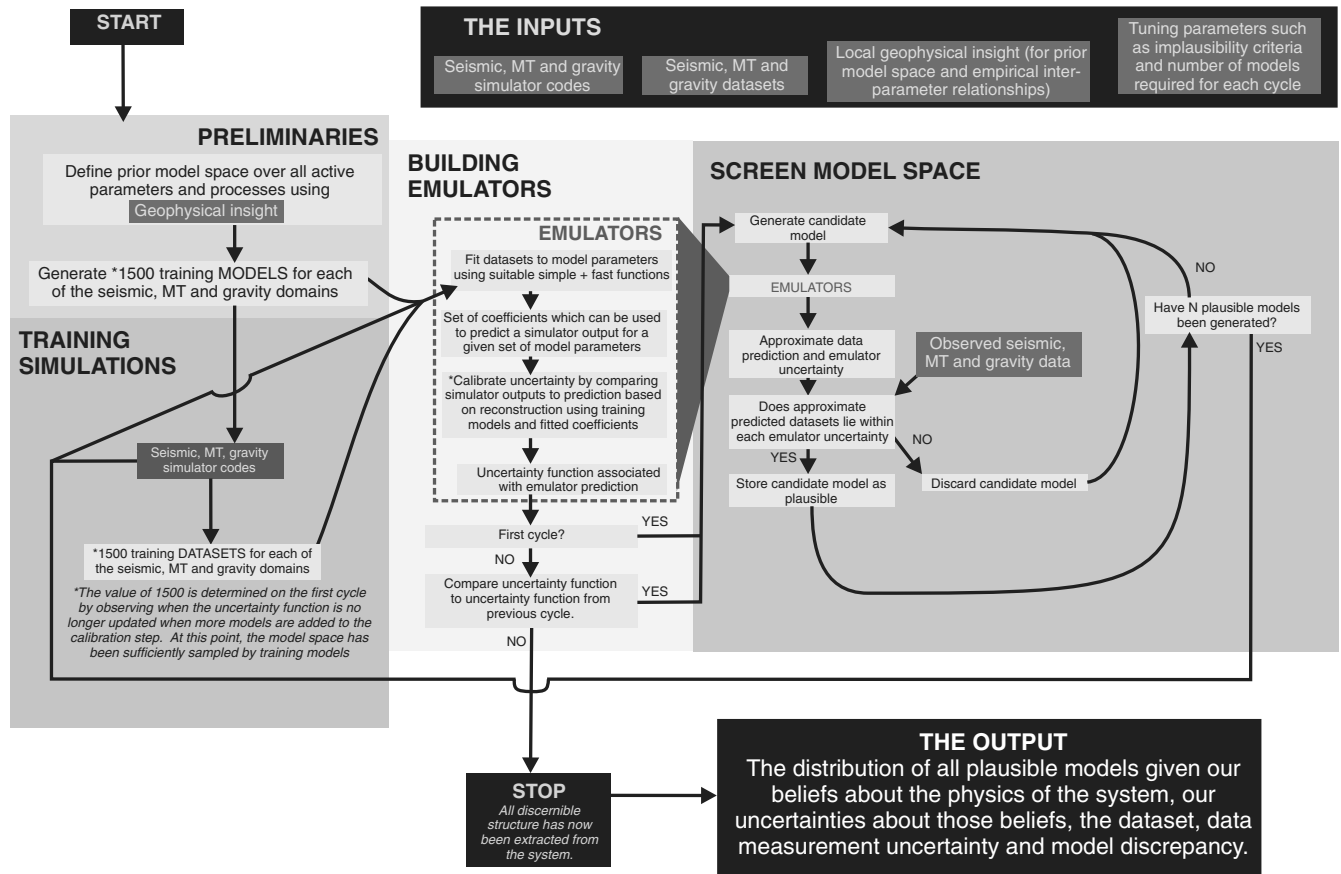 START
THE INPUTS
Seismic, MT and gravity
simulator codes
Seismic, MT and
gravity datasets
Local geophysical insight (for prior
model space and empirical inter-
parameter relationships)
Tuning parameters such
as implausibility criteria
and number of models
required for each cycle
PRELIMINARIES
Define prior model space over all active
parameters and processes using
Geophysical insight
Generate *1500 training MODELS for each
of the seismic, MT and gravity domains
TRAINING
SIMULATIONS
Seismic, MT, gravity
simulator codes
*1500 training DATASETS for each of
the seismic, MT and gravity domains
*The value of 1500 is determined on the first cycle
by observing when the uncertainty function is no
longer updated when more models are added to the
calibration step. At this point, the model space has
been sufficiently sampled by training models
BUILDING
EMULATORS
EMULATORS
Fit datasets to model parameters
using suitable simple + fast functions
Set of coefficients which can be used
to predict a simulator output for a
given set of model parameters
*Calibrate uncertainty by comparing
simulator outputs to prediction based
on reconstruction using training
models and fitted coefficients
Uncertainty function associated
with emulator prediction
First cycle?
YES
NO
Compare uncertainty function
to uncertainty function from
previous cycle.
YES
NO
SCREEN MODEL SPACE
Generate candidate
model
EMULATORS
Approximate data
prediction and emulator
uncertainty
Observed seismic,
MT and gravity data
Does approximate
predicted datasets lie within
each emulator uncertainty
YES
NO
Store candidate model as
plausible
Discard candidate model
NO
Have N plausible models
been generated?
YES
STOP
All discernible
structure has now
been extracted from
the system.
THE OUTPUT
The distribution of all plausible models given our
beliefs about the physics of the system, our
uncertainties about those beliefs, the dataset, data
measurement uncertainty and model discrepancy.